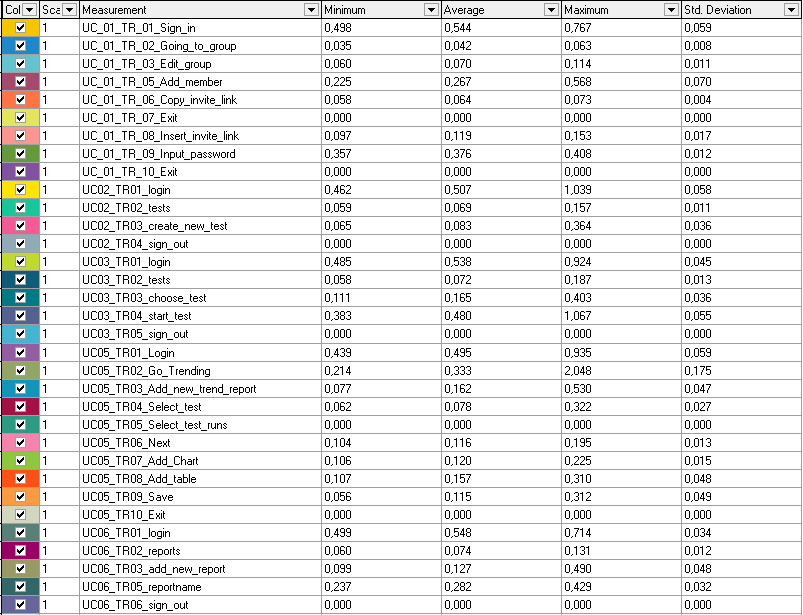 Col Sca Measurement Minimum Average Maximum Std. Deviation
1 UC_01_TR_01_Sign_in 0,498 0,544 0,767 0,059
1 UC_01_TR_02_Going_to_group 0,035 0,042 0,063 0,008
1 UC_01_TR_03_Edit_group 0,060 0,070 0,114 0,011
1 UC_01_TR_05_Add_member 0,225 0,267 0,568 0,070
1 UC_01_TR_06_Copy_invite_link 0,058 0,064 0,073 0,004
1 UC_01_TR_07_Exit 0,000 0,000 0,000 0,000
1 UC_01_TR_08_Insert_invite_link 0,097 0,119 0,153 0,017
1 UC_01_TR_09_Input_password 0,357 0,376 0,408 0,012
1 UC_01_TR_10_Exit 0,000 0,000 0,000 0,000
1 UC02_TR01_login 0,462 0,507 1,039 0,058
1 UC02_TR02_tests 0,059 0,069 0,157 0,011
1 UC02_TR03_create_new_test 0,065 0,083 0,364 0,036
1 UC02_TR04_sign_out 0,000 0,000 0,000 0,000
1 UC03_TR01_login 0,485 0,538 0,924 0,045
1 UC03_TR02_tests 0,058 0,072 0,187 0,013
1 UC03_TR03_choose_test 0,111 0,165 0,403 0,036
1 UC03_TR04_start_test 0,383 0,480 1,067 0,055
1 UC03_TR05_sign_out 0,000 0,000 0,000 0,000
1 UC05_TR01_Login 0,439 0,495 0,935 0,059
1 UC05_TR02_Go_Trending 0,214 0,333 2,048 0,175
1 UC05_TR03_Add_new_trend_report 0,077 0,162 0,530 0,047
1 UC05_TR04_Select_test 0,062 0,078 0,322 0,027
1 UC05_TR05_Select_test_runs 0,000 0,000 0,000 0,000
1 UC05_TR06_Next 0,104 0,116 0,195 0,013
1 UC05_TR07_Add_Chart 0,106 0,120 0,225 0,015
1 UC05_TR08_Add_table 0,107 0,157 0,310 0,048
1 UC05_TR09_Save 0,056 0,115 0,312 0,049
1 UC05_TR10_Exit 0,000 0,000 0,000 0,000
1 UC06_TR01_login 0,499 0,548 0,714 0,034
1 UC06_TR02_reports 0,060 0,074 0,131 0,012
1 UC06_TR03_add_new_report 0,099 0,127 0,490 0,048
1 UC06_TR05_reportname 0,237 0,282 0,429 0,032
1 UC06_TR06_sign_out 0,000 0,000 0,000 0,000